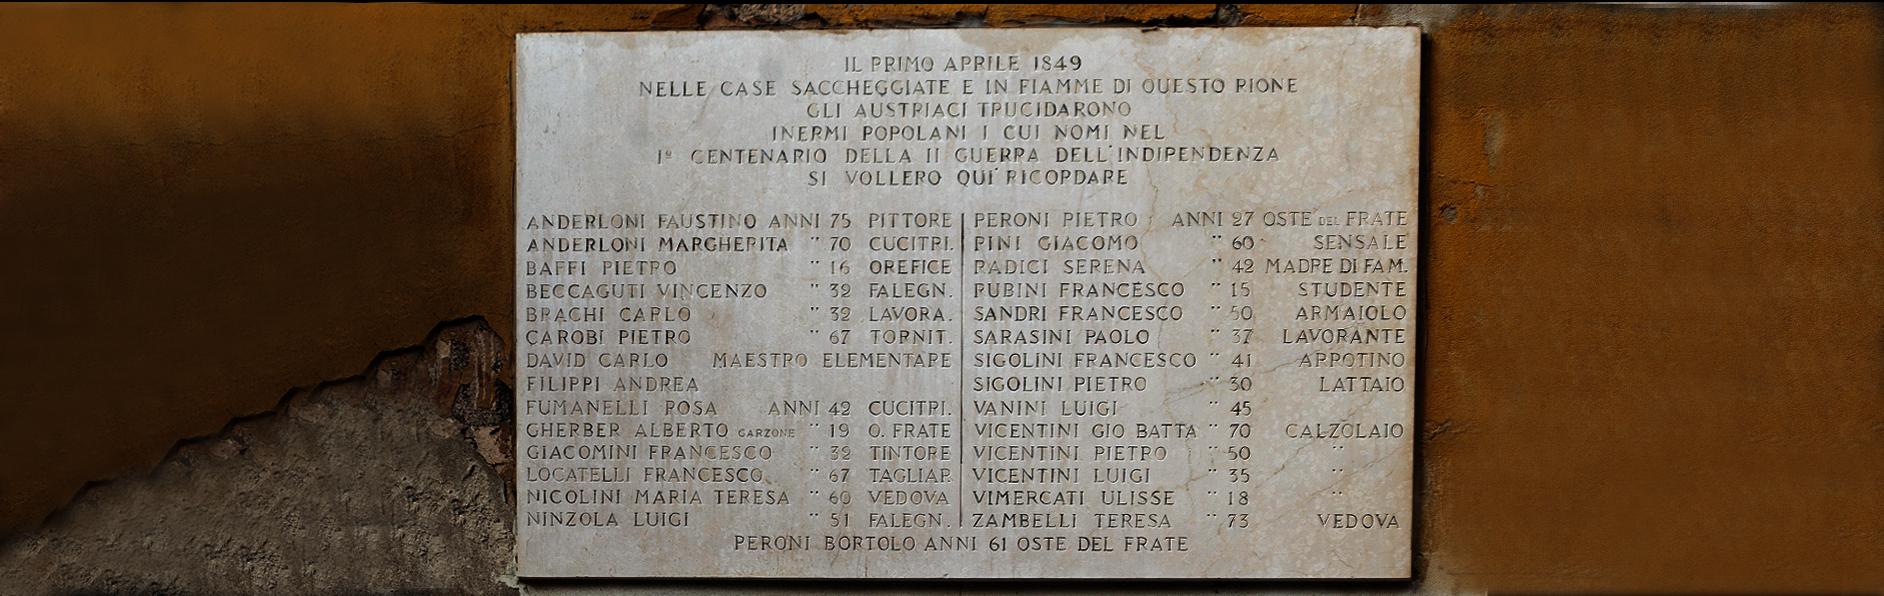 IL PRIMO APRILE 1849
NELLE CASE SACCHEGGIATE E IN FIAMME DI QUESTO RIONE
GLI AUSTRIACI TRUCIDARONO
INERMI POPOLANI I CUI NOMI NEL
1º CENTENARIO DELLA II GUERRA DELL'INDIPENDENZA
SI VOLLERO QUI RICORDARE
ANDERLONI FAUSTINO ANNI 75 PITTORE
ANDERLONI MARGHERITA " 70 CUCITRI.
BAFFI PIETRO " 16 OREFICE
BECCAGUTI VINCENZO " 32 FALEGN.
BRACHI CARLO " 32 LAVORA.
CAROBI PIETRO " 67 TORNIT.
DAVID CARLO MAESTRO ELEMENTARE
FILIPPI ANDREA
FUMANELLI ROSA ANNI 42 CUCITRI.
GHERBER ALBERTO GARZONE " 19 O. FRATE
GIACOMINI FRANCESCO " 32 TINTORE
LOCATELLI FRANCESCO " 67 TAGLIAP.
NICOLINI MARIA TERESA " 60 VEDOVA
NINZOLA LUIGI " 51 FALEGN.
PERONI PIETRO ANNI 27 OSTE DEL FRATE
PINI GIACOMO " 60 SENSALE
RADICI SERENA " 42 MADRE DI FAM.
RUBINI FRANCESCO " 15 STUDENTE
SANDRI FRANCESCO " 50 ARMAIOLO
SARASINI PAOLO " 37 LAVORANTE
SIGOLINI FRANCESCO " 41 ARROTINO
SIGOLINI PIETRO " 30 LATTAIO
VANINI LUIGI " 45
VICENTINI GIO BATTA " 70 CALZOLAIO
VICENTINI PIETRO " 50 "
VICENTINI LUIGI " 35 "
VIMERCATI ULISSE " 18 "
ZAMBELLI TERESA " 73 VEDOVA
PERONI BORTOLO ANNI 61 OSTE DEL FRATE